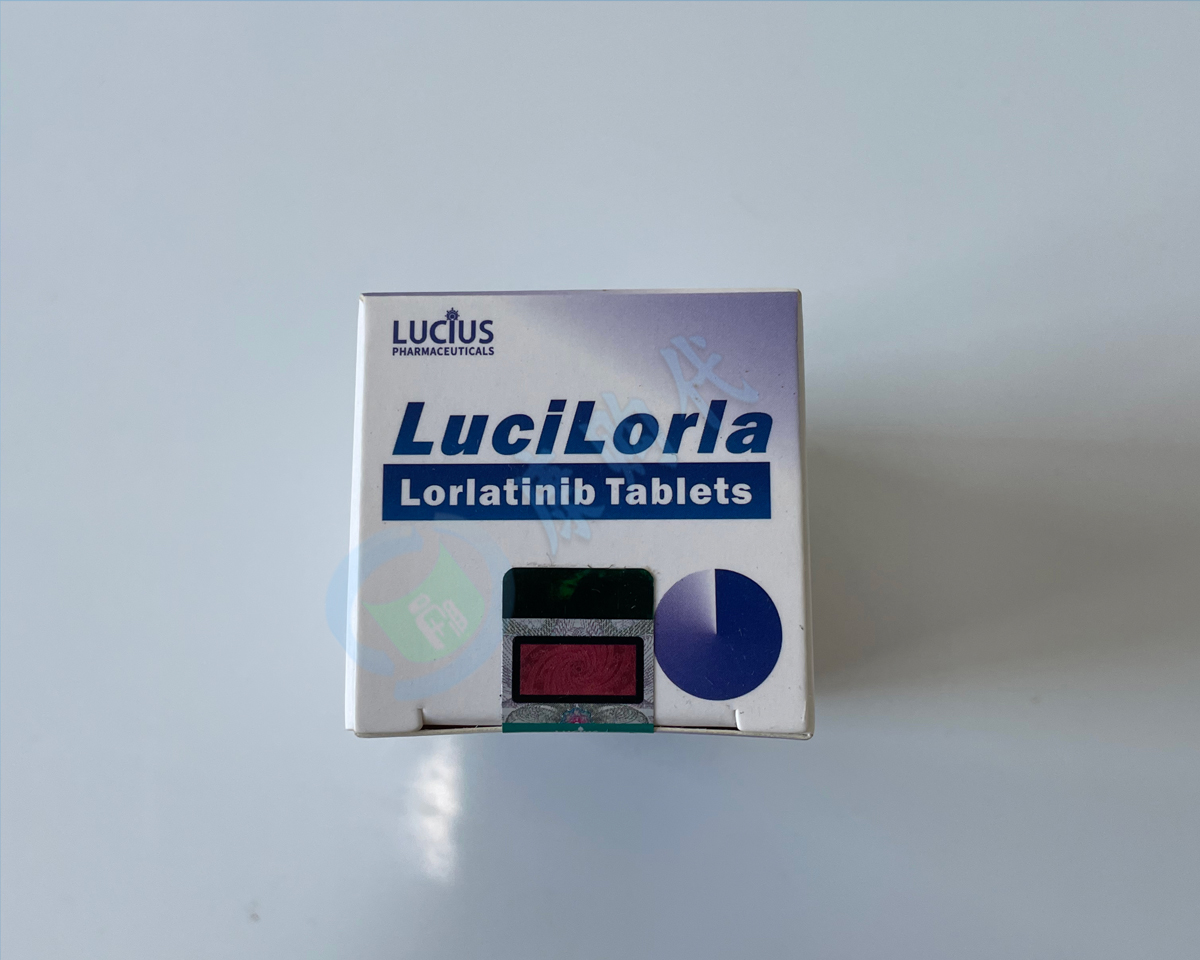 LUCIUS
PHARMACEUTICALS
LuciLorla
Lorlatinib Tablets